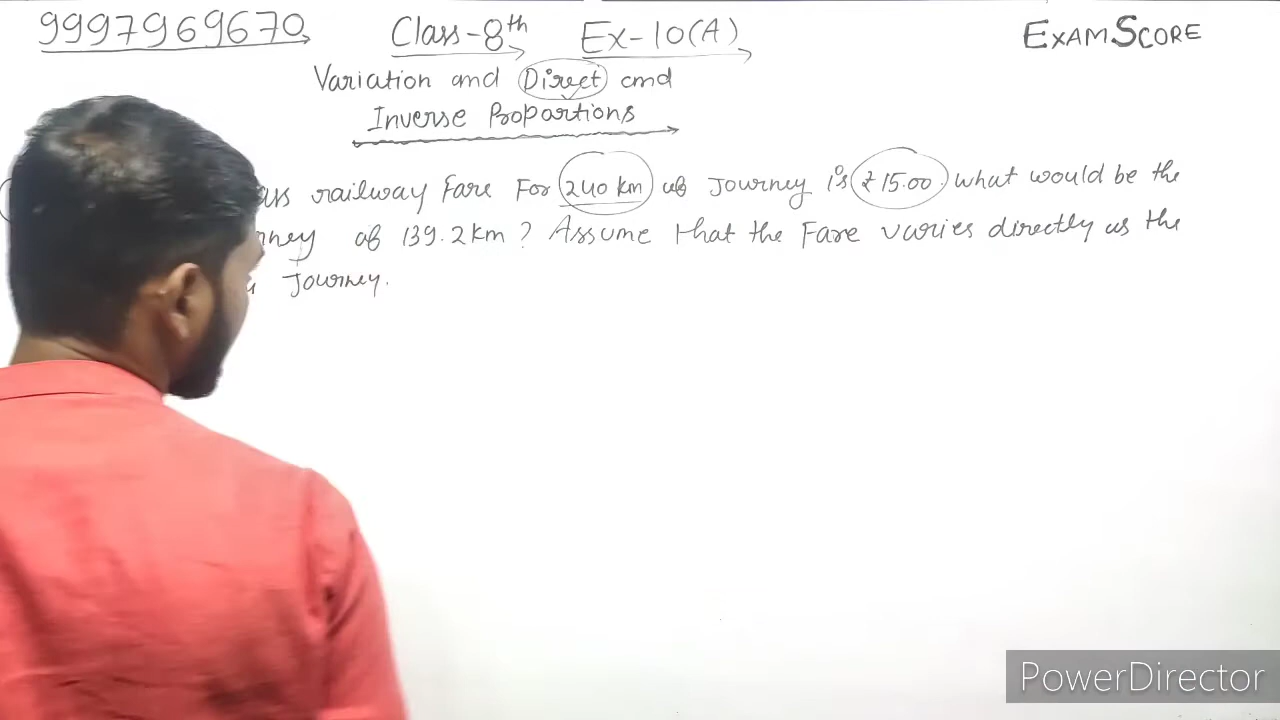 9997969670 Class-8th Ex-10(A) EXAMSCORE
Variation and Direct and
Inverse Proportions
railway Fare For 240 km of Journey is ₹15.00, what would be the
of 139.2 km? Assume that the Fare varies directly as the
Journey.
PowerDirector